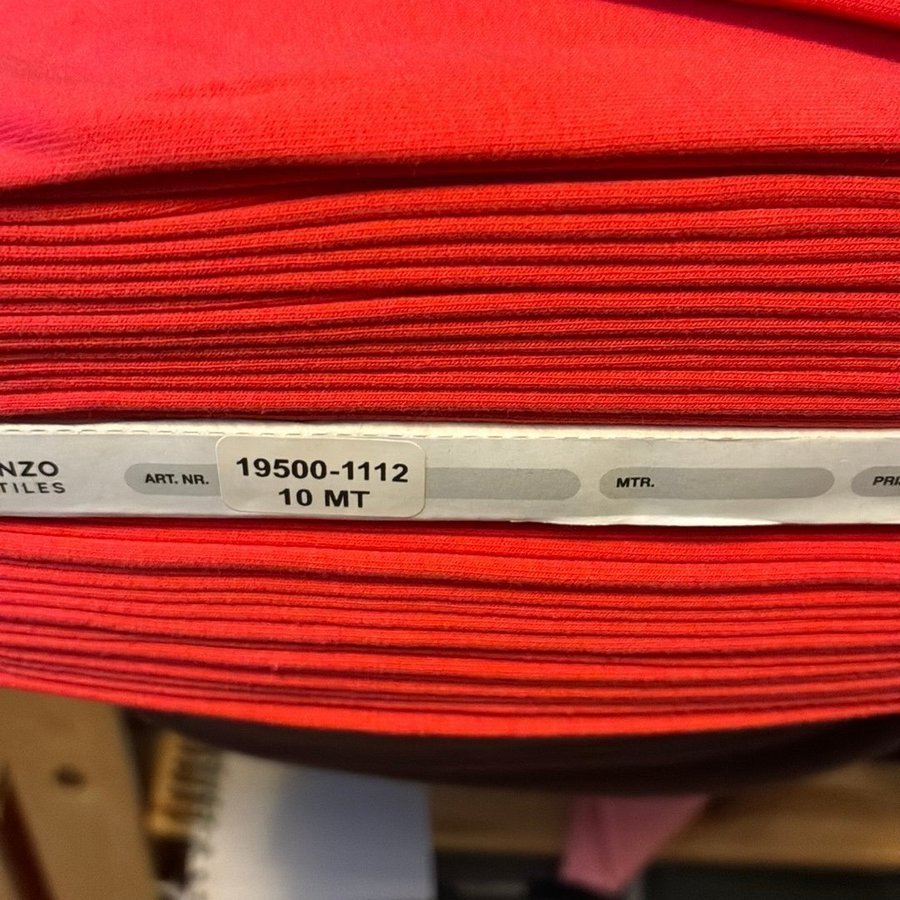 NZO
TILES
ART. NR.
19500-1112
10 MT
MTR.
PRI